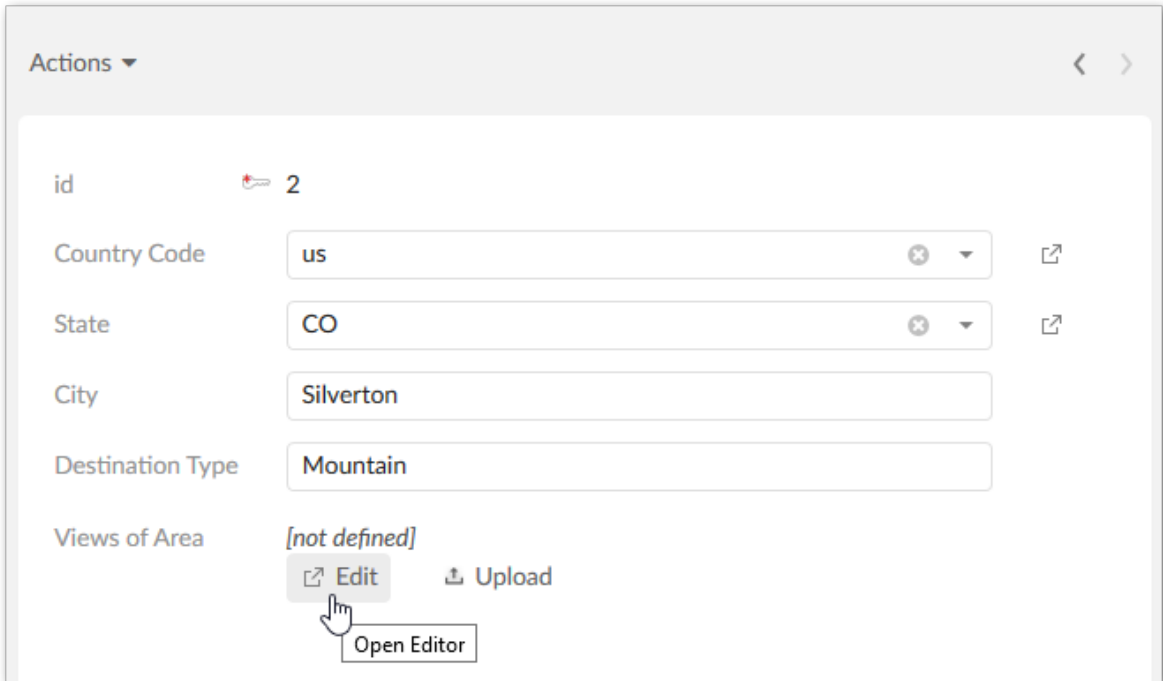 Actions
id 2
Country Code us
State CO
City Silverton
Destination Type Mountain
Views of Area [not defined]
Edit Upload
Open Editor